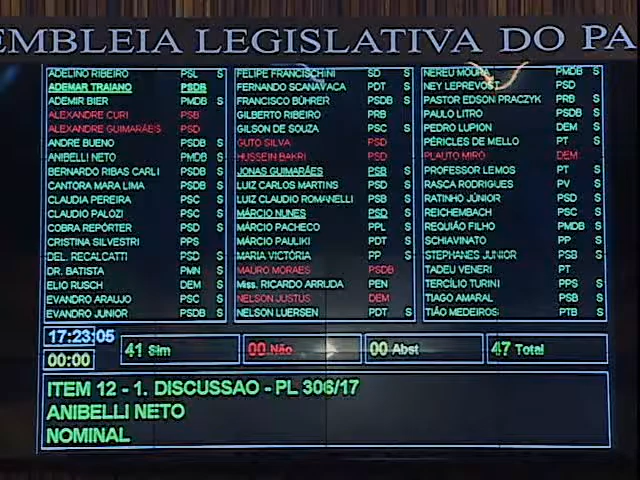 EMBLEIA LEGISLATIVA DO PA
ADELINO RIBEIRO PSL S
ADEMAR TRAIANO PSDB
ADEMIR BIER PMDB S
ALEXANDRE CURI PSB
ALEXANDRE GUIMARÃES PSD
ANDRE BUENO PSDB S
ANIBELLI NETO PMDB S
BERNARDO RIBAS CARLI PSDB S
CANTORA MARA LIMA PSDB S
CLAUDIA PEREIRA PSC S
CLAUDIO PALOZI PSC S
COBRA REPÓRTER PSD S
CRISTINA SILVESTRI PPS
DEL. RECALCATTI PSD S
DR. BATISTA PMN S
ELIO RUSCH DEM S
EVANDRO ARAUJO PSC S
EVANDRO JUNIOR PSDB S
FELIPE FRANCISCHINI SD S
FERNANDO SCANAVACA PDT S
FRANCISCO BÜHRER PSDB S
GILBERTO RIBEIRO PRB S
GILSON DE SOUZA PSC S
GUTO SILVA PSD
HUSSEIN BAKRI PSD
JONAS GUIMARÃES PSB S
LUIZ CARLOS MARTINS PSD S
LUIZ CLAUDIO ROMANELLI PSB S
MÁRCIO NUNES PSD S
MÁRCIO PACHECO PPL S
MÁRCIO PAULIKI PDT S
MARIA VICTÓRIA PP S
MAURO MORAES PSDB
Miss. RICARDO ARRUDA PEN
NELSON JUSTUS DEM
NELSON LUERSEN PDT S
NEREU MOURA PMDB S
NEY LEPREVOST PSD
PASTOR EDSON PRACZYK PRB S
PAULO LITRO PSDB S
PEDRO LUPION DEM S
PÉRICLES DE MELLO PT S
PLAUTO MIRÓ DEM
PROFESSOR LEMOS PT S
RASCA RODRIGUES PV S
RATINHO JÚNIOR PSD S
REICHEMBACH PSC S
REQUIÃO FILHO PMDB S
SCHIAVINATO PP S
STEPHANES JUNIOR PSB S
TADEU VENERI PT
TERCÍLIO TURINI PPS S
TIAGO AMARAL PSB S
TIÃO MEDEIROS PTB S
17:23:05
00:00
41 Sim
00 Não
00 Abst
47 Total
ITEM 12 - 1. DISCUSSAO - PL 306/17
ANIBELLI NETO
NOMINAL